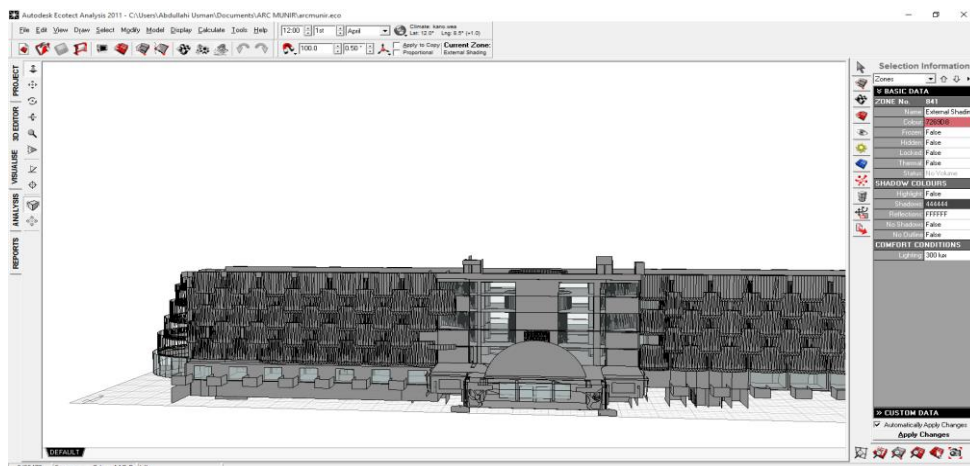 Autodesk Ecotect Analysis 2011 - C:\Users\Abdullahi Usman\Documents\ARC MUNIR\arcmunir.eco
File Edit View Draw Select Modify Model Display Calculate Tools Help
12:00 1st April
Climate: kano.wea
Lat: 12.0° Lng: 8.5° (+1.0)
100.0 0.50 °
Apply to Copy
Proportional
Current Zone:
External Shading
PROJECT
3D EDITOR
VISUALISE
ANALYSIS
REPORTS
Selection Information
Zones
BASIC DATA
ZONE No. 041
Name External Shadin
Colour 7269D8
Frozen False
Hidden False
Locked False
Thermal False
Status No Volume
SHADOW COLOURS
Highlight False
Shadows 444444
Reflections FFFFFF
No Shadows False
No Outline False
COMFORT CONDITIONS
Lighting 300 lux
» CUSTOM DATA
Automatically Apply Changes
Apply Changes
DEFAULT